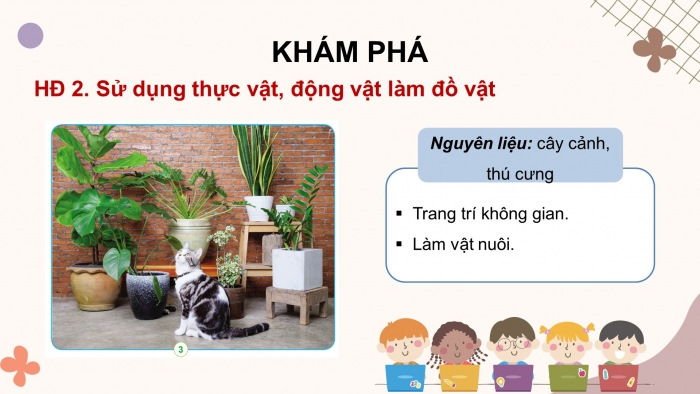 KHÁM PHÁ
HĐ 2. Sử dụng thực vật, động vật làm đồ vật
Nguyên liệu: cây cảnh,
thú cưng
▪ Trang trí không gian.
▪ Làm vật nuôi.
3